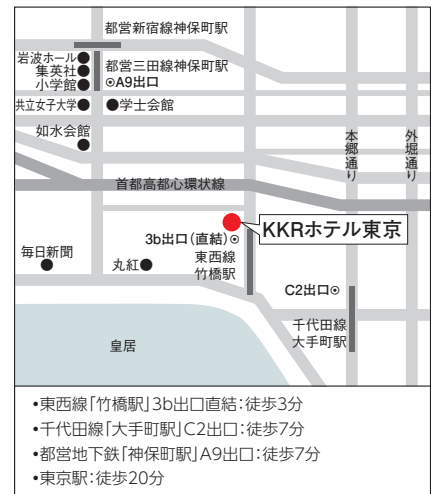 都営新宿線神保町駅
岩波ホール
集英社
小学館
都営三田線神保町駅
A9出口
共立女子大学
学士会館
如水会館
本郷通り
外堀通り
首都高都心環状線
KKRホテル東京
3b出口(直結)
東西線
竹橋駅
毎日新聞
丸紅
C2出口
千代田線
大手町駅
皇居
•東西線「竹橋駅」3b出口直結:徒歩3分
•千代田線「大手町駅」C2出口:徒歩7分
•都営地下鉄「神保町駅」A9出口:徒歩7分
•東京駅:徒歩20分